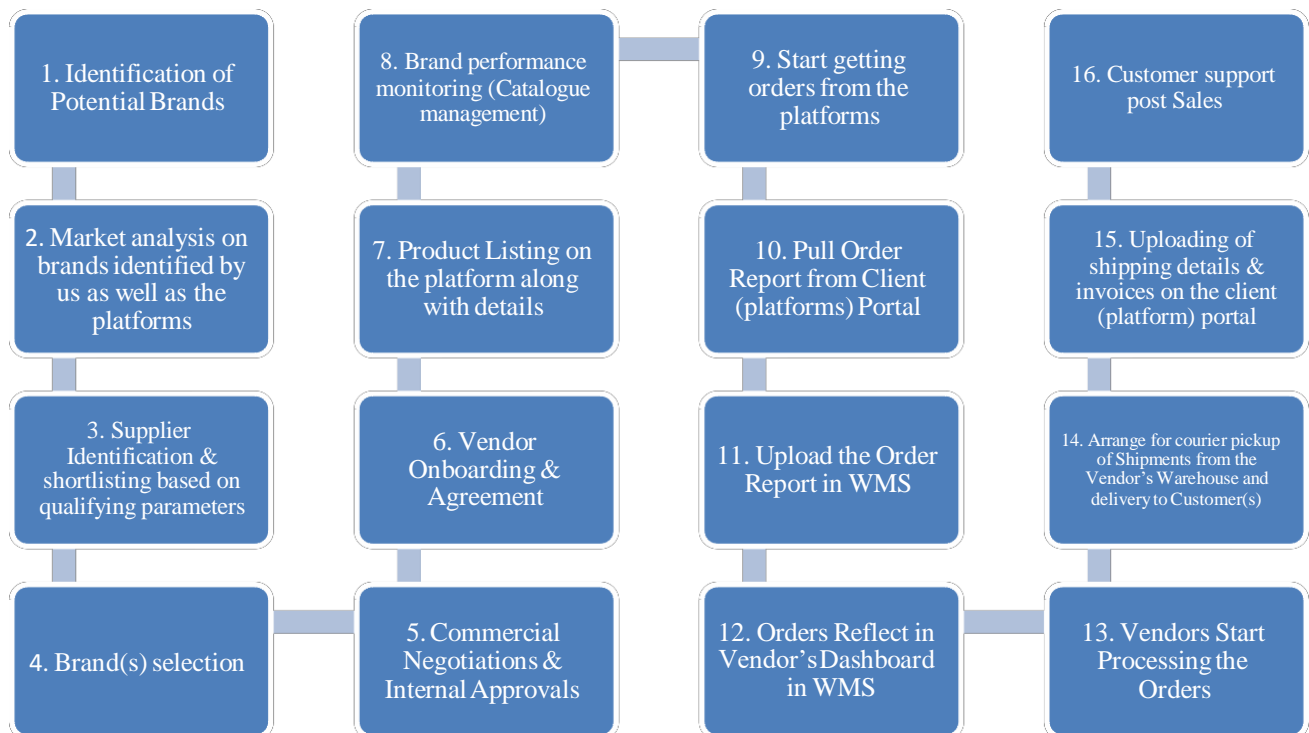 1. Identification of
Potential Brands
2. Market analysis on
brands identified by
us as well as the
platforms
3. Supplier
Identification &
shortlisting based on
qualifying parameters
4. Brand(s) selection
5. Commercial
Negotiations &
Internal Approvals
6. Vendor
Onboarding &
Agreement
7. Product Listing on
the platform along
with details
8. Brand performance
monitoring (Catalogue
management)
9. Start getting
orders from the
platforms
10. Pull Order
Report from Client
(platforms) Portal
11. Upload the Order
Report in WMS
12. Orders Reflect in
Vendor's Dashboard
in WMS
13. Vendors Start
Processing the
Orders
14. Arrange for courier pickup
of Shipments from the
Vendor's Warehouse and
delivery to Customer(s)
15. Uploading of
shipping details &
invoices on the client
(platform) portal
16. Customer support
post Sales